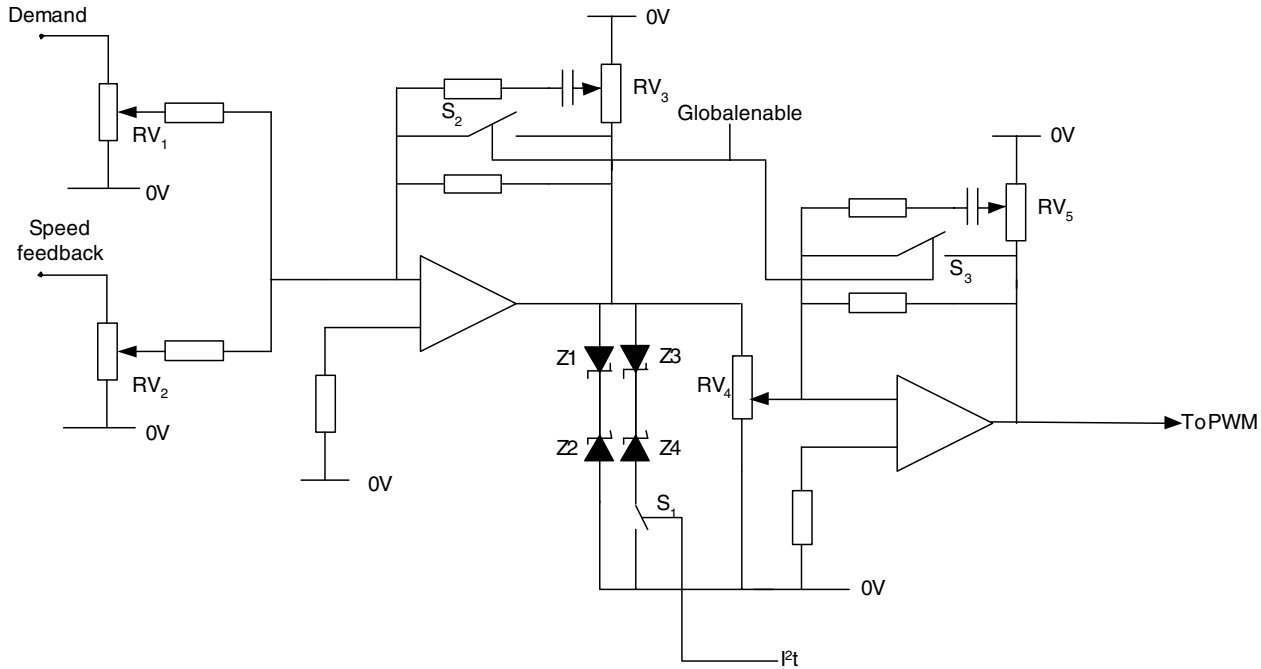 Demand
0V
RV3
S2
Globalenable
RV1
0V
0V
Speed
feedback
RV5
S3
Z1
Z3
RV4
RV2
0V
ToPWM
Z2
Z4
0V
S1
0V
I²t